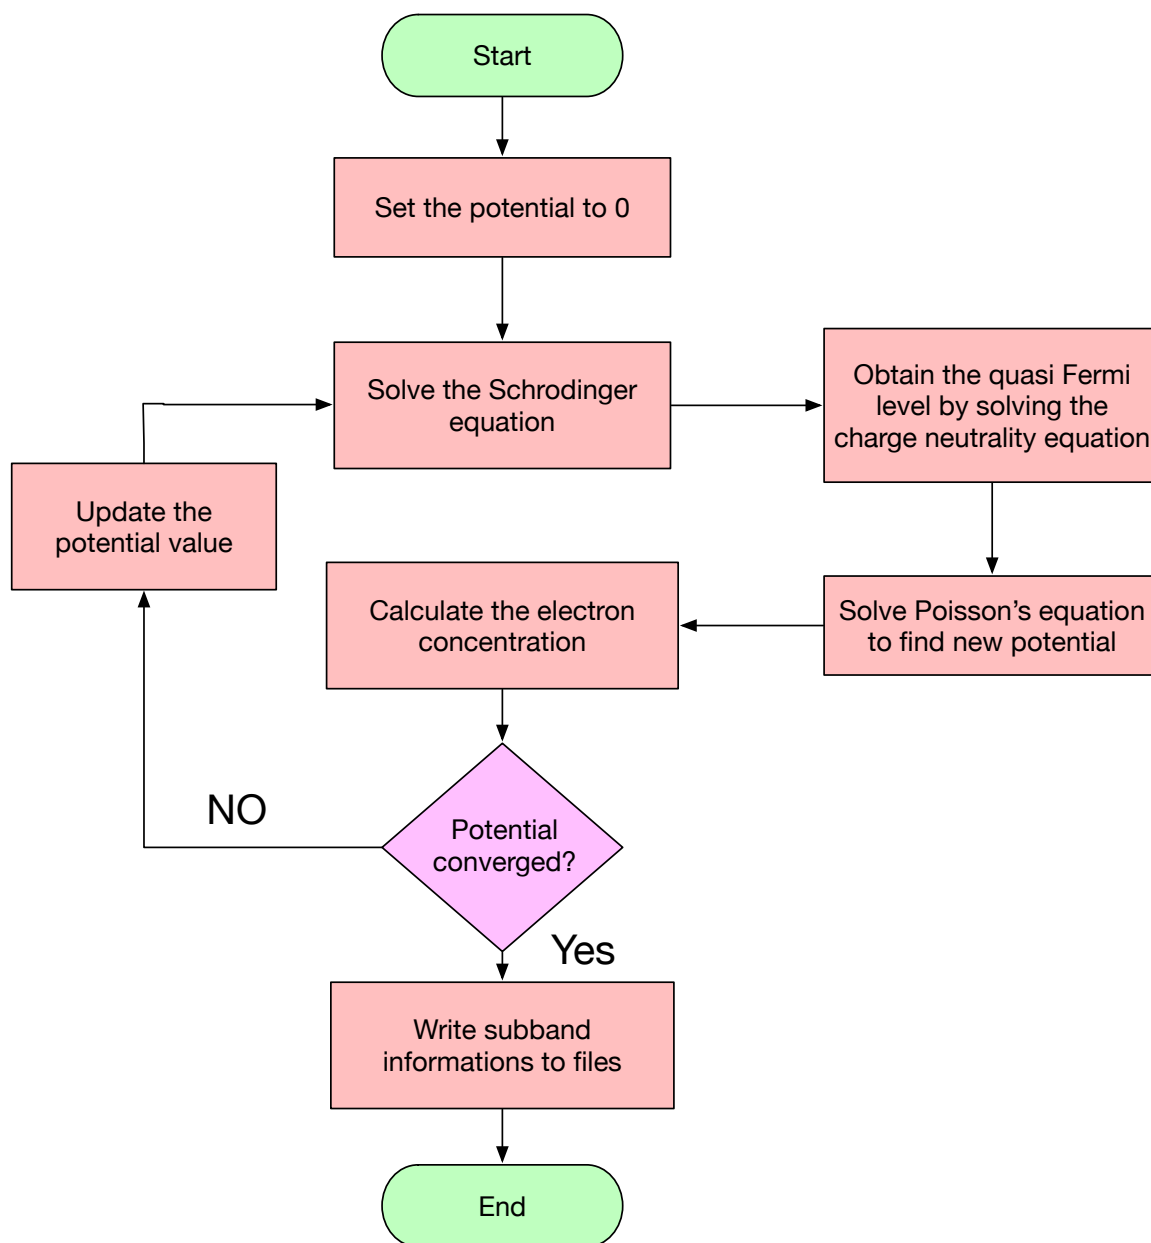 Start
Set the potential to 0
Solve the Schrodinger
equation
Obtain the quasi Fermi
level by solving the
charge neutrality equation
Update the
potential value
Calculate the electron
concentration
Solve Poisson’s equation
to find new potential
NO
Potential
converged?
Yes
Write subband
informations to files
End